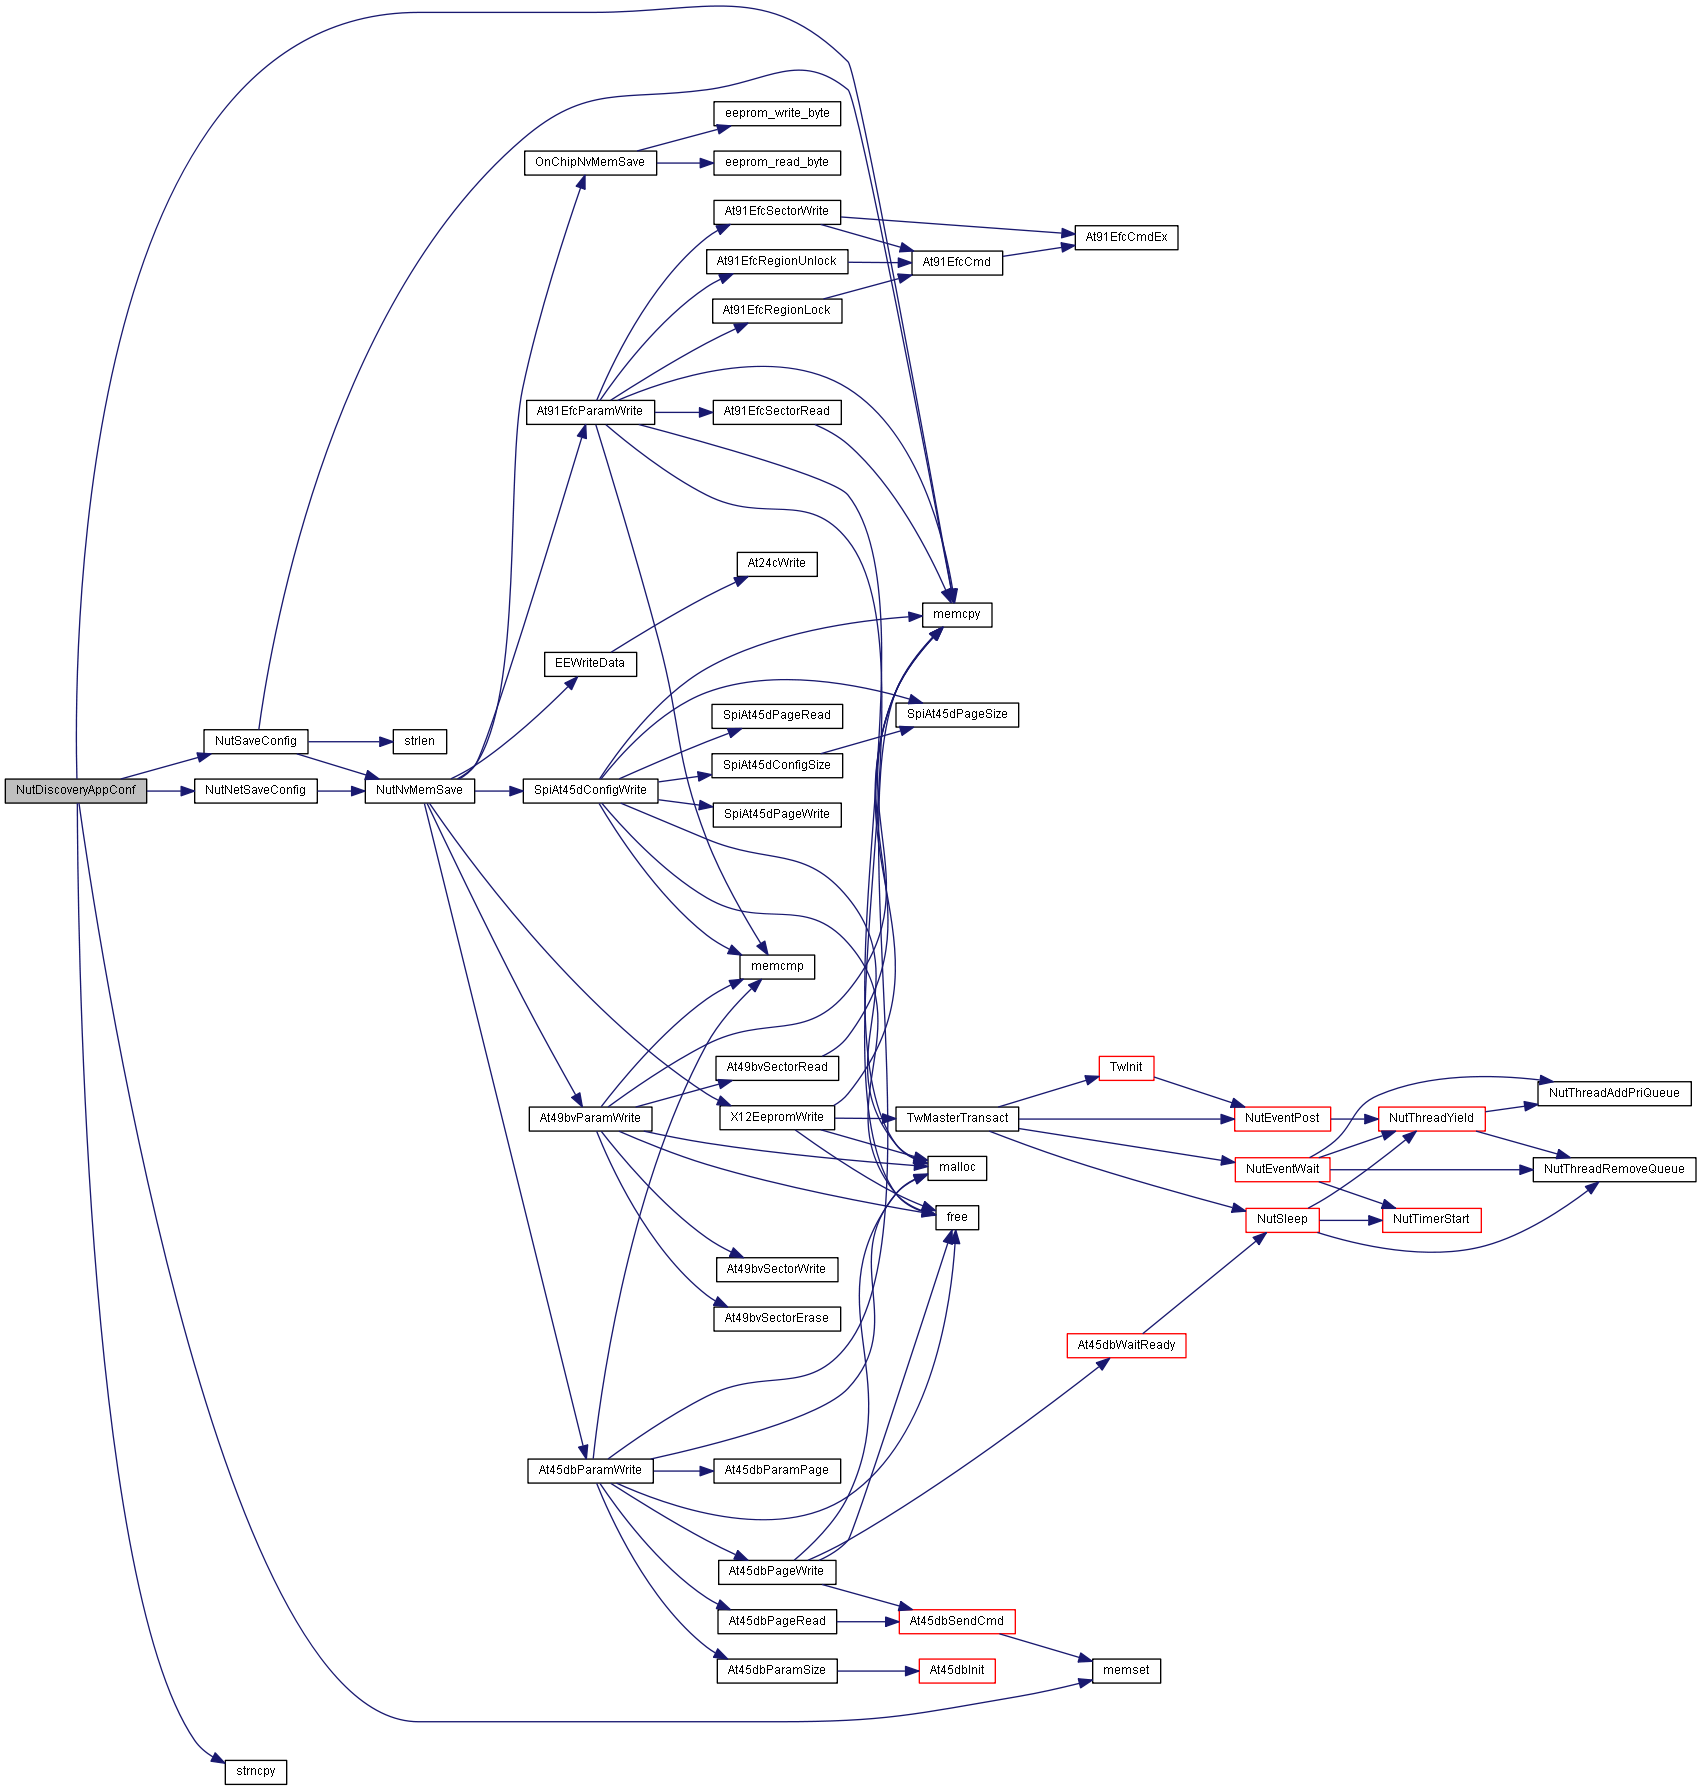 NutDiscoveryAppConf
NutSaveConfig
NutNetSaveConfig
strncpy
strlen
NutNvMemSave
OnChipNvMemSave
At91EfcParamWrite
EEWriteData
SpiAt45dConfigWrite
At49bvParamWrite
At45dbParamWrite
eeprom_write_byte
eeprom_read_byte
At91EfcSectorWrite
At91EfcRegionUnlock
At91EfcRegionLock
At91EfcSectorRead
At24cWrite
SpiAt45dPageRead
SpiAt45dConfigSize
SpiAt45dPageWrite
memcmp
At49bvSectorRead
X12EepromWrite
At49bvSectorWrite
At49bvSectorErase
At45dbParamPage
At45dbPageWrite
At45dbPageRead
At45dbParamSize
At91EfcCmd
memcpy
SpiAt45dPageSize
TwMasterTransact
malloc
free
At45dbSendCmd
At45dbInit
At91EfcCmdEx
TwInit
At45dbWaitReady
memset
NutEventPost
NutEventWait
NutSleep
NutThreadYield
NutTimerStart
NutThreadAddPriQueue
NutThreadRemoveQueue